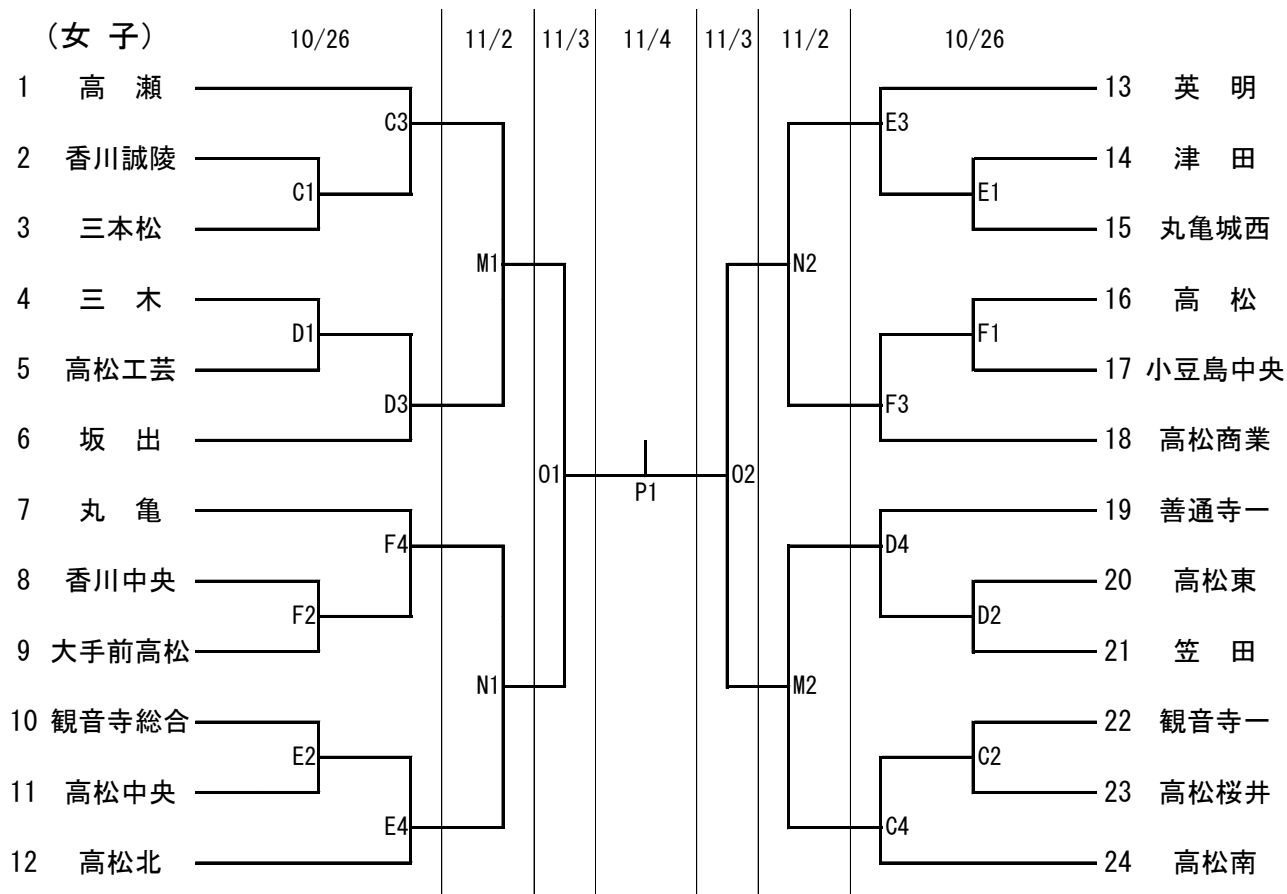 (女 子) 10/26 11/2 11/3 11/4 11/3 11/2 10/26
1 高 瀬 13 英 明
C3 E3
2 香川誠陵 14 津 田
C1 E1
3 三本松 15 丸亀城西
M1 N2
4 三 木 16 高 松
D1 F1
5 高松工芸 17 小豆島中央
D3 F3
6 坂 出 18 高松商業
O1 P1 O2
7 丸 亀 19 善通寺一
F4 D4
8 香川中央 20 高松東
F2 D2
9 大手前高松 21 笠 田
N1 M2
10 観音寺総合 22 観音寺一
E2 C2
11 高松中央 23 高松桜井
E4 C4
12 高松北 24 高松南